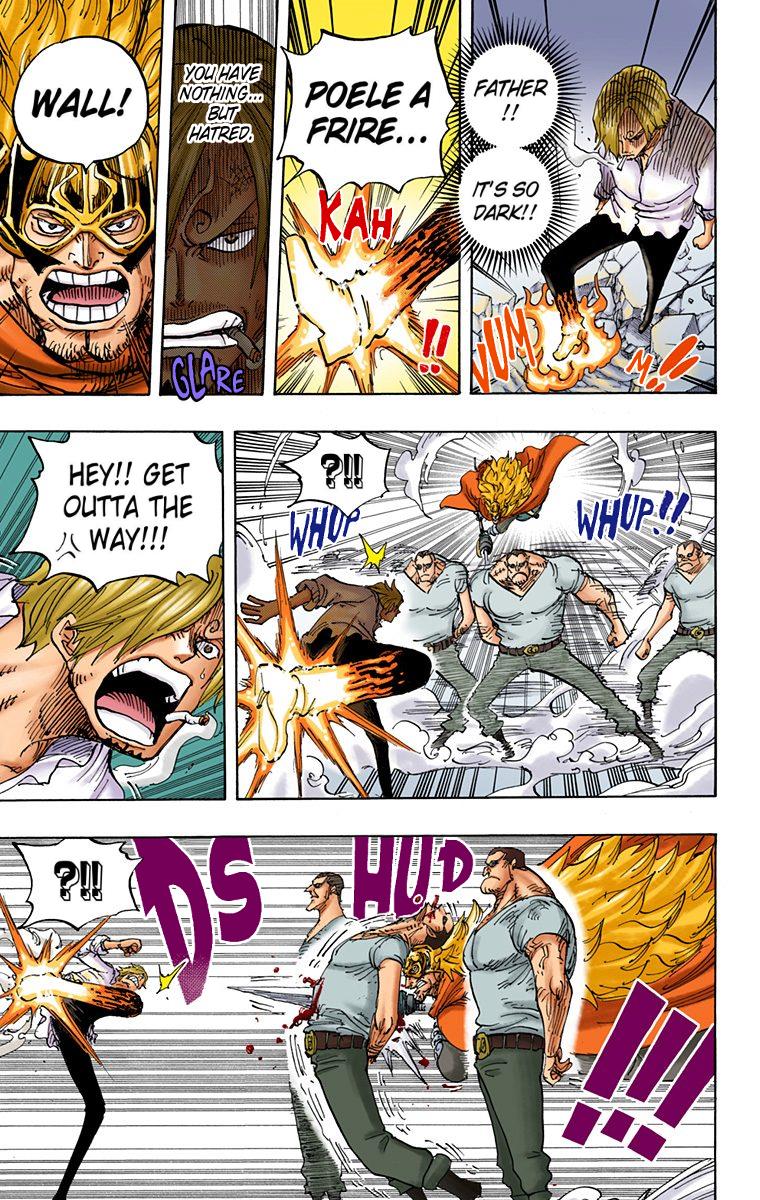 FATHER
!!
IT'S SO
DARK!!
VUM
M..!!
POELE A
FRIRE...
KAH
!!
YOU HAVE
NOTHING...
BUT
HATRED.
GLARE
WALL!
?!!
WHUP
WHUP!!
HEY!! GET
OUTTA THE
WAY!!!
?!!
DS
HUD
!!!